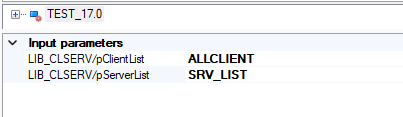 TEST_17.0
Input parameters
LIB_CLSERV/pClientList ALLCLIENT
LIB_CLSERV/pServerList SRV_LIST